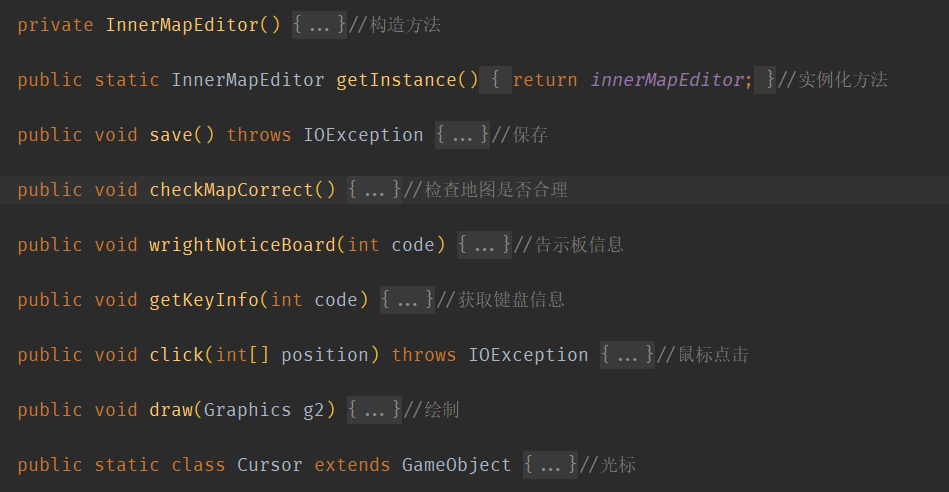 private InnerMapEditor() {...}//构造方法
public static InnerMapEditor getInstance() { return innerMapEditor; }//实例化方法
public void save() throws IOException {...}//保存
public void checkMapCorrect() {...}//检查地图是否合理
public void wrightNoticeBoard(int code) {...}//告示板信息
public void getKeyInfo(int code) {...}//获取键盘信息
public void click(int[] position) throws IOException {...}//鼠标点击
public void draw(Graphics g2) {...}//绘制
public static class Cursor extends GameObject {...}//光标